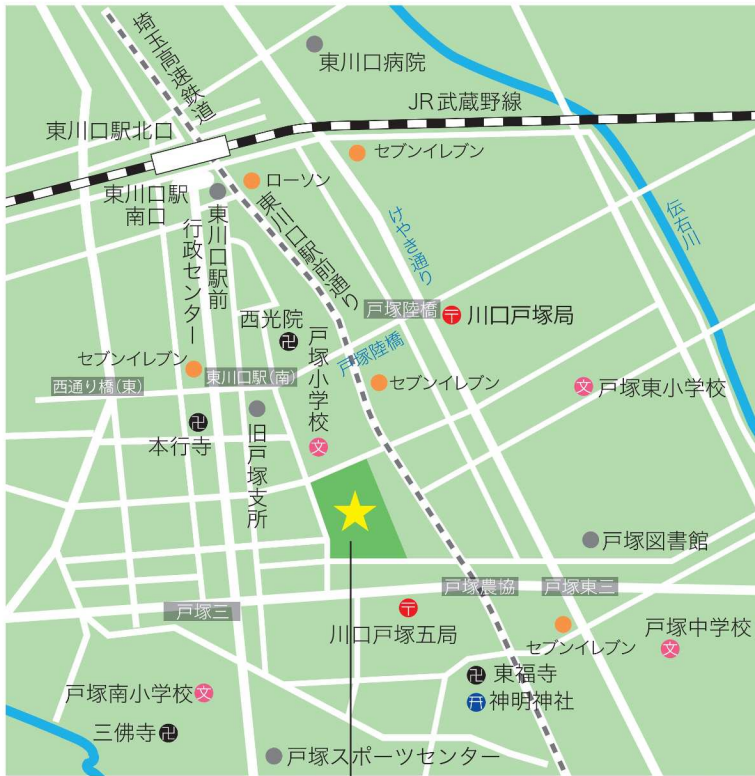 埼玉高速鉄道
東川口病院
JR武蔵野線
東川口駅北口
セブンイレブン
ローソン
東川口駅
南口
東川口駅前
行政センター
東川口駅前通り
けやき通り
伝右川
戸塚陸橋
〒
川口戸塚局
西光院
卍
戸塚陸橋
セブンイレブン
東川口駅(南)
西通り橋(東)
セブンイレブン
戸塚小学校
文
文
戸塚東小学校
卍
本行寺
旧戸塚支所
戸塚図書館
戸塚農協
戸塚東三
戸塚三
〒
川口戸塚五局
セブンイレブン
戸塚中学校
文
卍
東福寺
神明神社
戸塚南小学校
文
三佛寺
卍
戸塚スポーツセンター